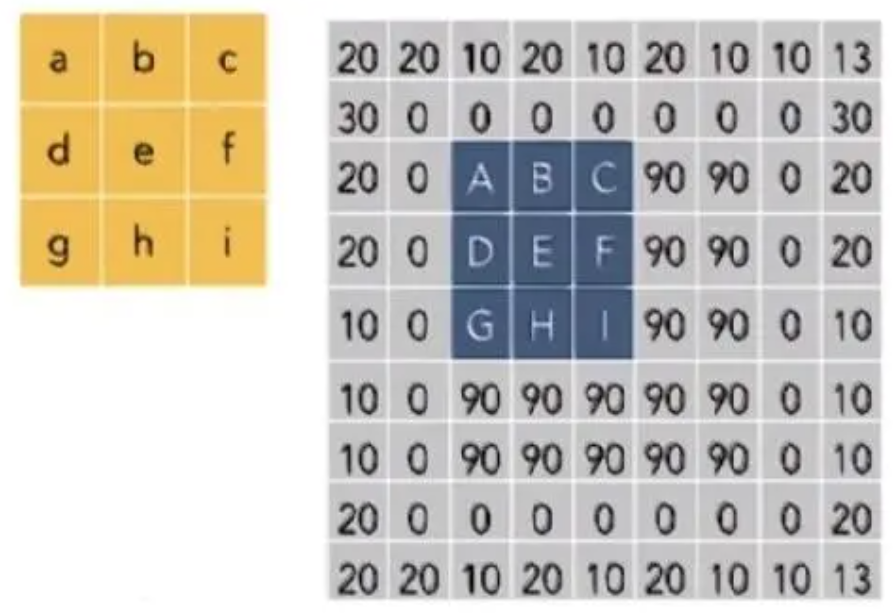 a b c
d e f
g h i
20 20 10 20 10 20 10 10 13
30 0 0 0 0 0 0 0 30
20 0 A B C 90 90 0 20
20 0 D E F 90 90 0 20
10 0 G H I 90 90 0 10
10 0 90 90 90 90 90 0 10
10 0 90 90 90 90 90 0 10
20 0 0 0 0 0 0 0 20
20 20 10 20 10 20 10 10 13